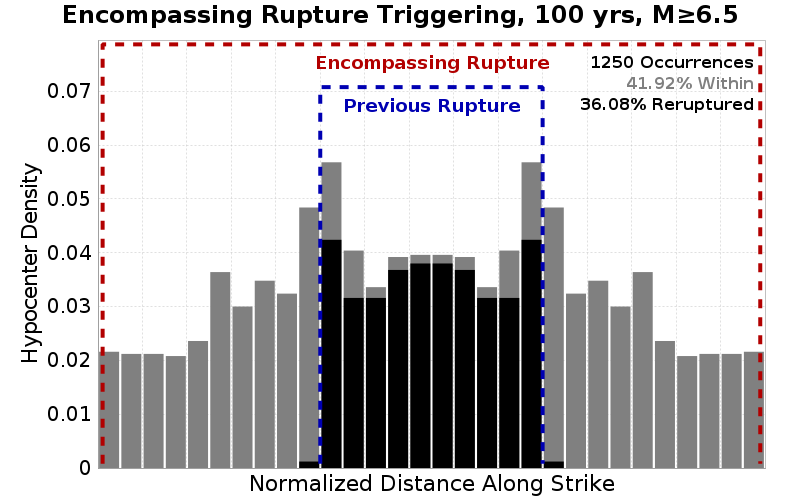 Encompassing Rupture Triggering, 100 yrs, M≥6.5
Encompassing Rupture
1250 Occurrences
41.92% Within
36.08% Reruptured
Previous Rupture
0.07
0.06
0.05
0.04
0.03
0.02
0.01
0
Hypocenter Density
Normalized Distance Along Strike